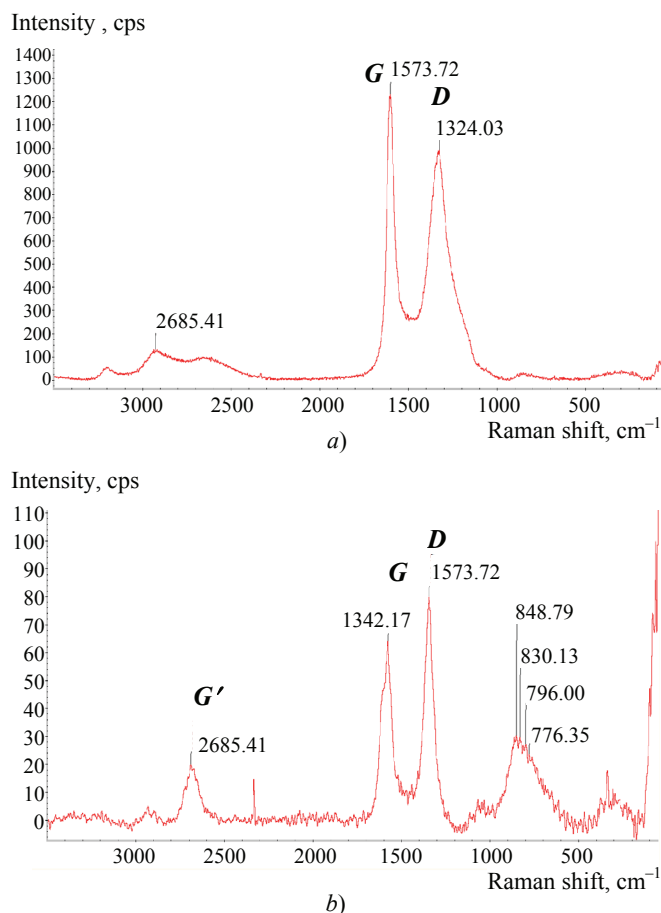 Intensity , cps
1400
1300
1200
1100
1000
900
800
700
600
500
400
300
200
100
0
G 1573.72
D
1324.03
2685.41
3000 2500 2000 1500 1000 500
Raman shift, cm⁻¹
a)
Intensity, cps
110
100
90
80
70
60
50
40
30
20
10
0
D
G 1573.72
1342.17
848.79
830.13
796.00
776.35
G′
2685.41
3000 2500 2000 1500 1000 500
Raman shift, cm⁻¹
b)